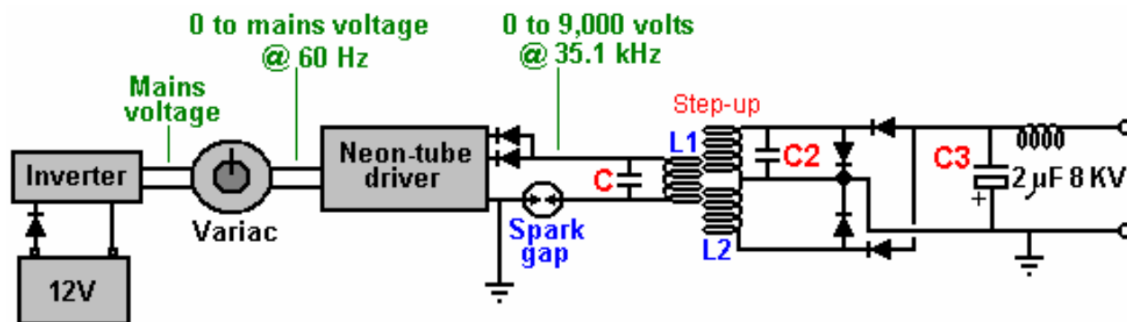 0 to mains voltage
@ 60 Hz
0 to 9,000 volts
@ 35.1 kHz
Mains
voltage
Step-up
Inverter
Variac
Neon-tube
driver
C
L1
C2
C3
2 µF 8 KV
+
Spark
gap
L2
12V